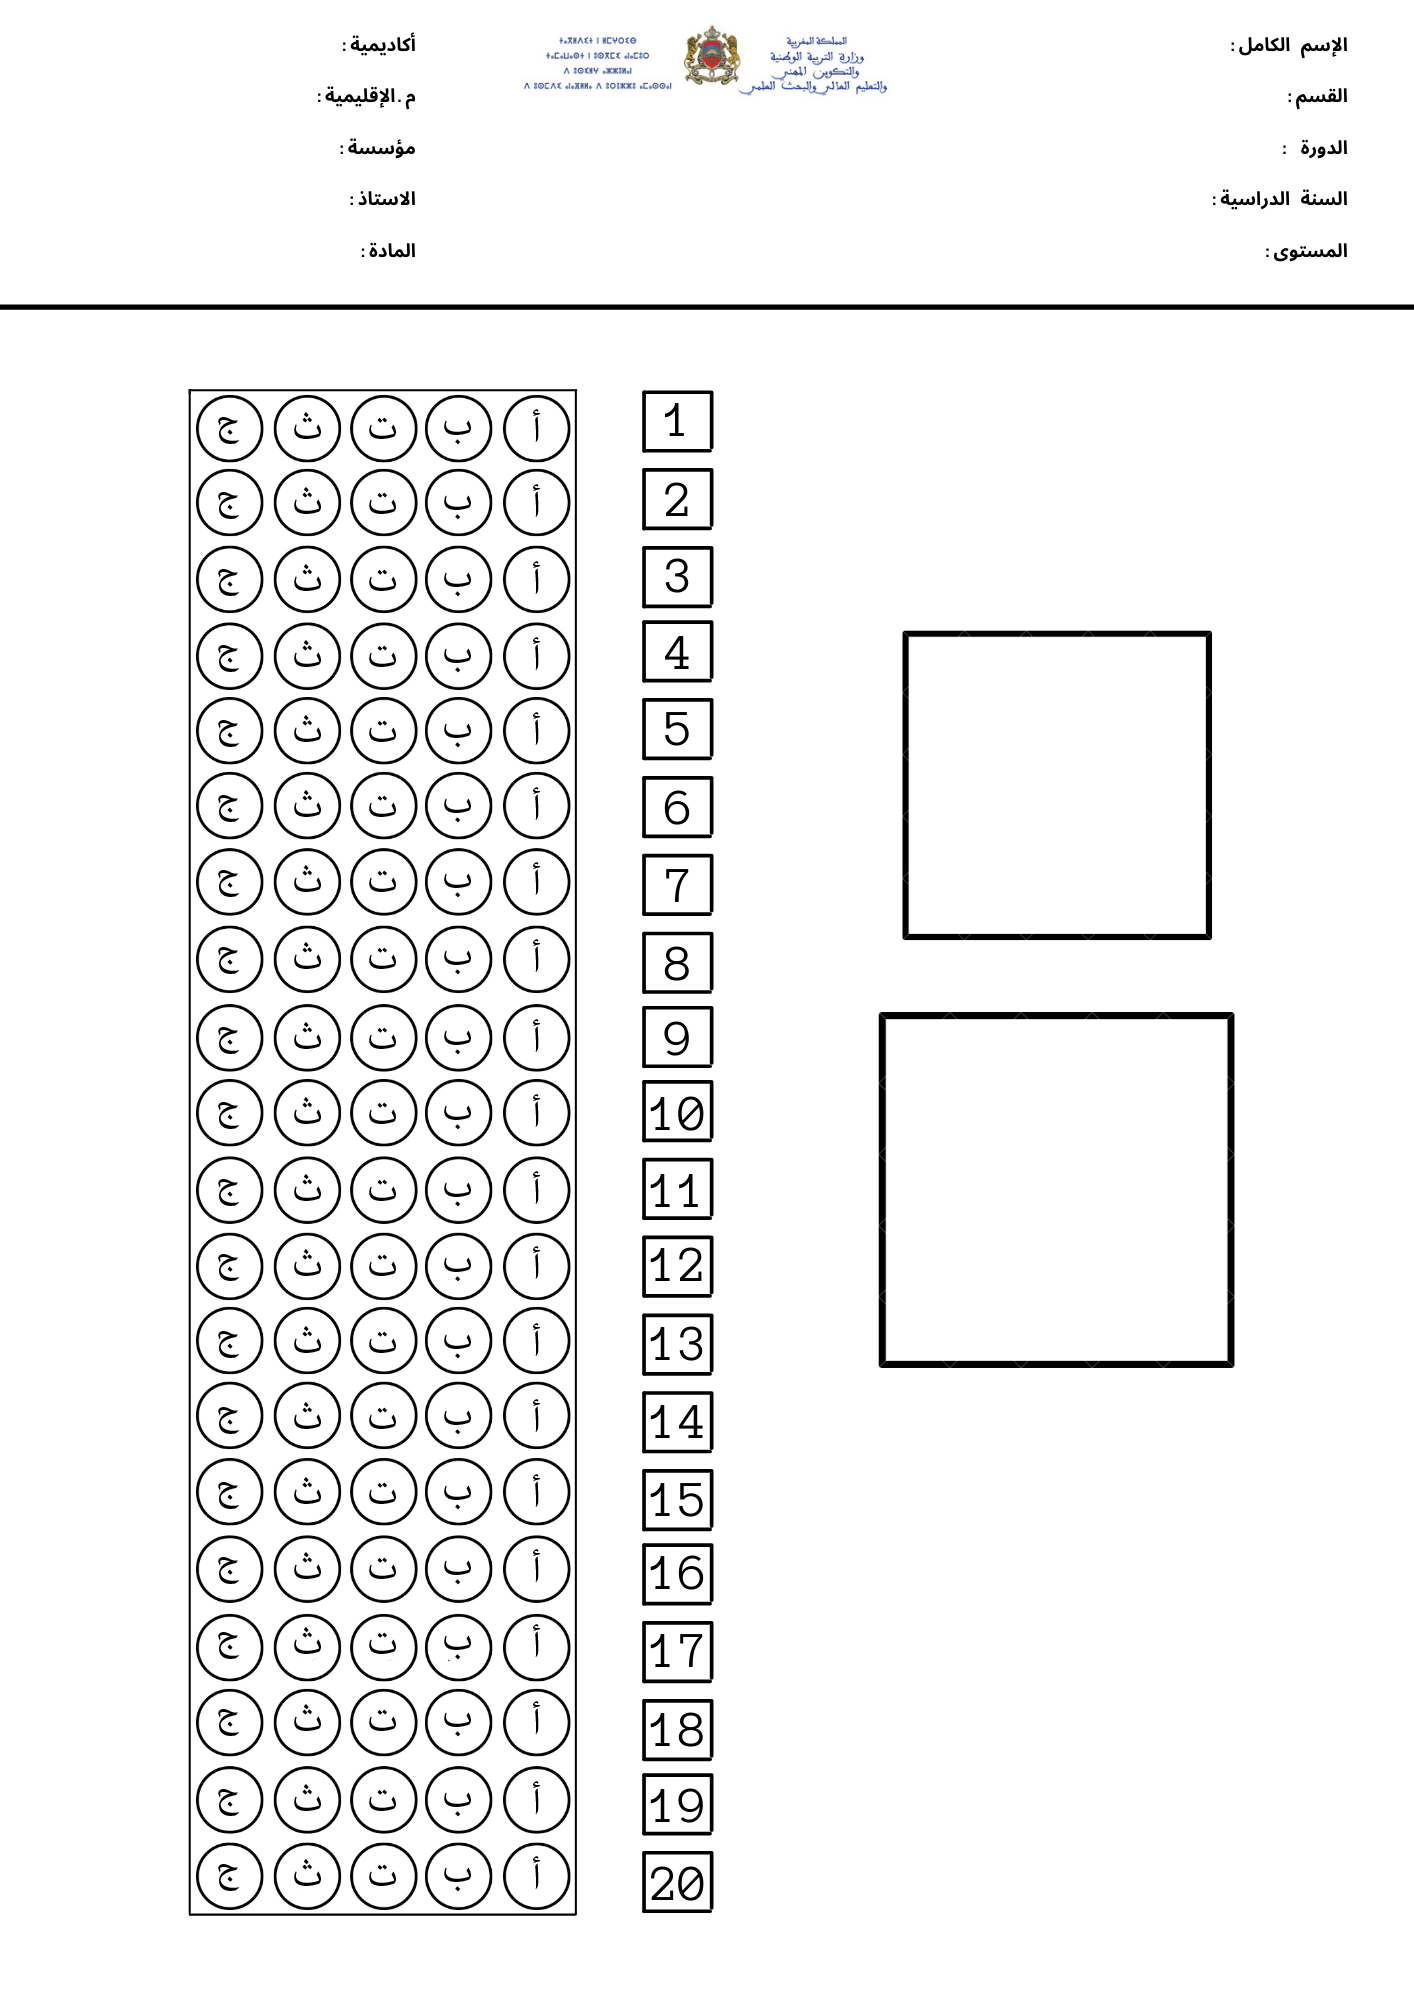 الإسم الكامل :
القسم :
الدورة :
السنة الدراسية :
المستوى :
المملكة المغربية
وزارة التربية الوطنية
والتكوين المهني
والتعليم العالي والبحث العلمي
ⵜⴰⴳⵍⴷⵉⵜ ⵏ ⵍⵎⵖⵔⵉⴱ
أكاديمية :
م.الإقليمية :
مؤسسة :
الاستاذ :
المادة :
1 أ ب ت ث ج
2 أ ب ت ث ج
3 أ ب ت ث ج
4 أ ب ت ث ج
5 أ ب ت ث ج
6 أ ب ت ث ج
7 أ ب ت ث ج
8 أ ب ت ث ج
9 أ ب ت ث ج
10 أ ب ت ث ج
11 أ ب ت ث ج
12 أ ب ت ث ج
13 أ ب ت ث ج
14 أ ب ت ث ج
15 أ ب ت ث ج
16 أ ب ت ث ج
17 أ ب ت ث ج
18 أ ب ت ث ج
19 أ ب ت ث ج
20 أ ب ت ث ج